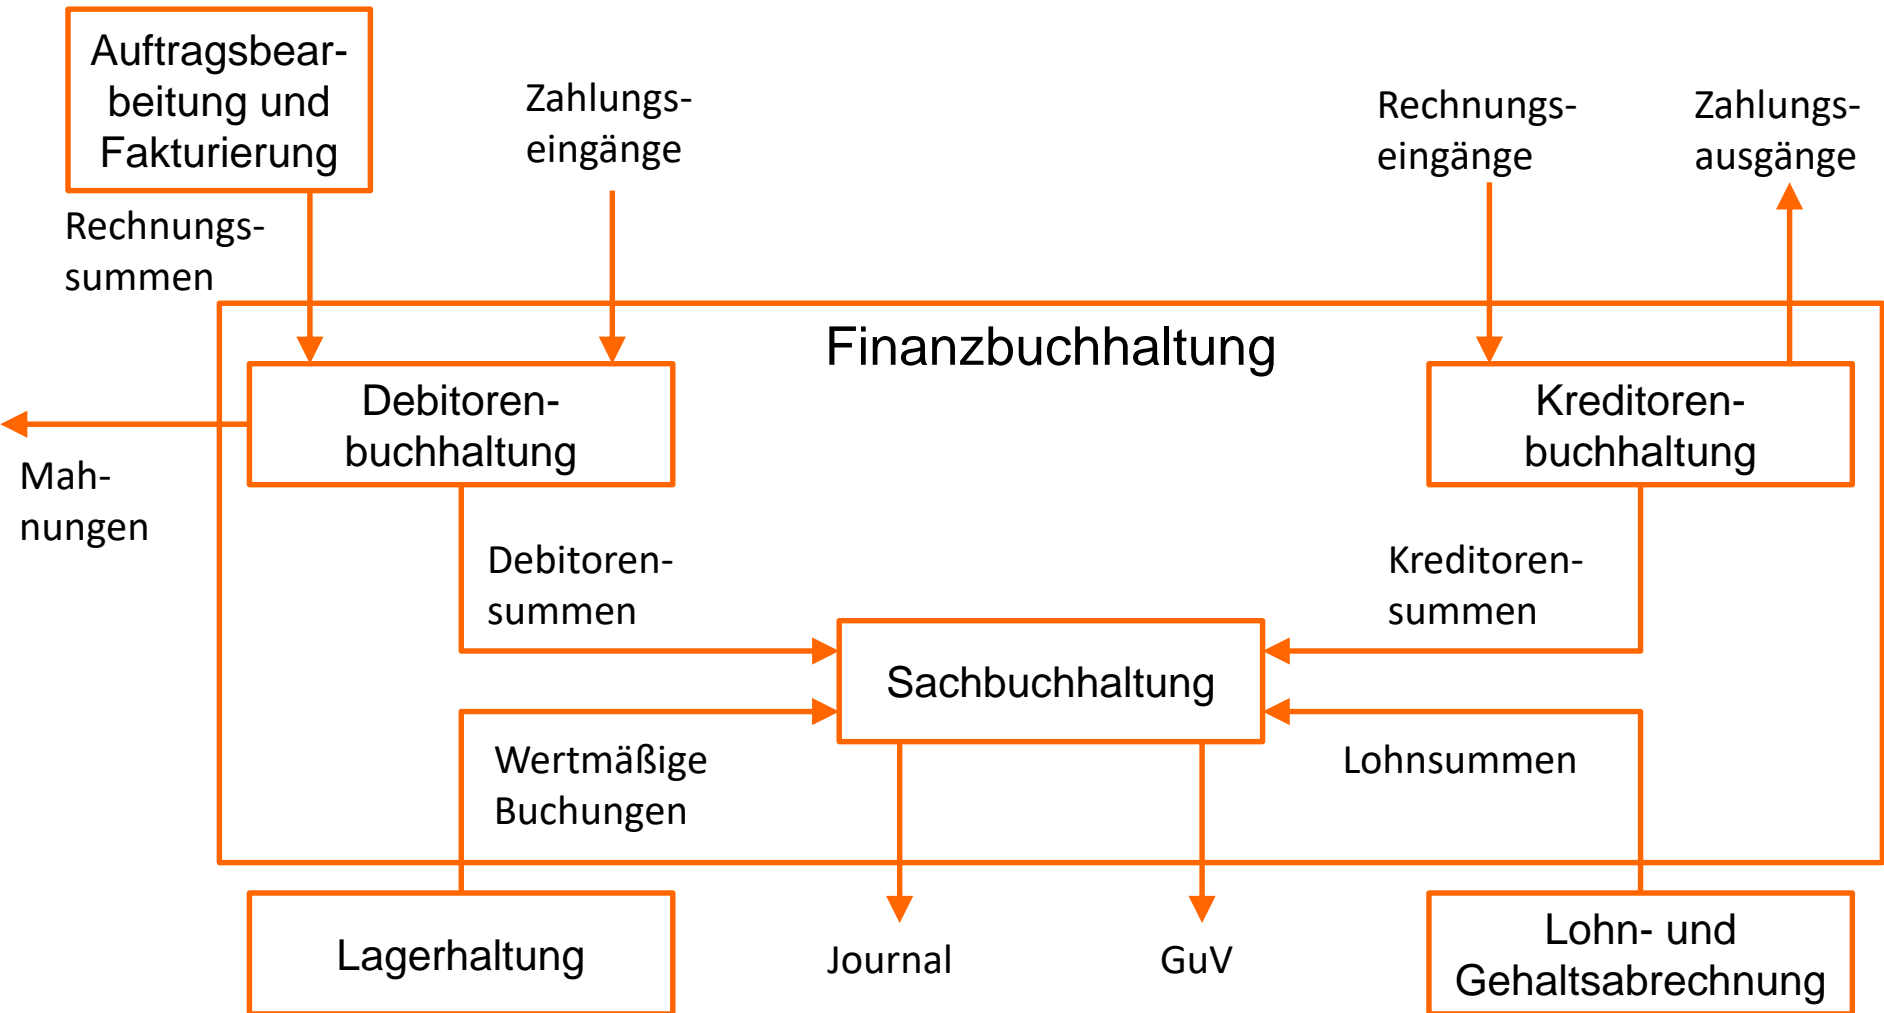 Auftragsbear-
beitung und
Fakturierung
Zahlungs-
eingänge
Rechnungs-
eingänge
Zahlungs-
ausgänge
Rechnungs-
summen
Finanzbuchhaltung
Debitoren-
buchhaltung
Kreditoren-
buchhaltung
Mah-
nungen
Debitoren-
summen
Kreditoren-
summen
Sachbuchhaltung
Wertmäßige
Buchungen
Lohnsummen
Lagerhaltung
Journal
GuV
Lohn- und
Gehaltsabrechnung